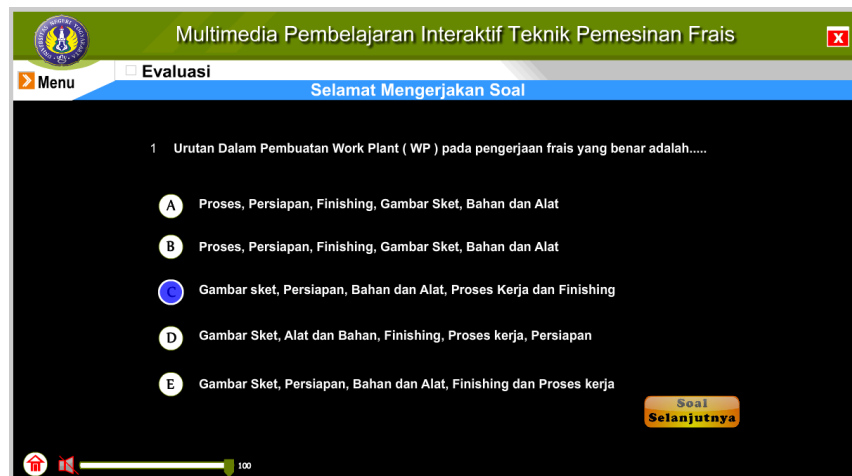 Multimedia Pembelajaran Interaktif Teknik Pemesinan Frais
X
Menu
Evaluasi
Selamat Mengerjakan Soal
1 Urutan Dalam Pembuatan Work Plant ( WP ) pada pengerjaan frais yang benar adalah.....
A Proses, Persiapan, Finishing, Gambar Sket, Bahan dan Alat
B Proses, Persiapan, Finishing, Gambar Sket, Bahan dan Alat
C Gambar sket, Persiapan, Bahan dan Alat, Proses Kerja dan Finishing
D Gambar Sket, Alat dan Bahan, Finishing, Proses kerja, Persiapan
E Gambar Sket, Persiapan, Bahan dan Alat, Finishing dan Proses kerja
Soal
Selanjutnya
100